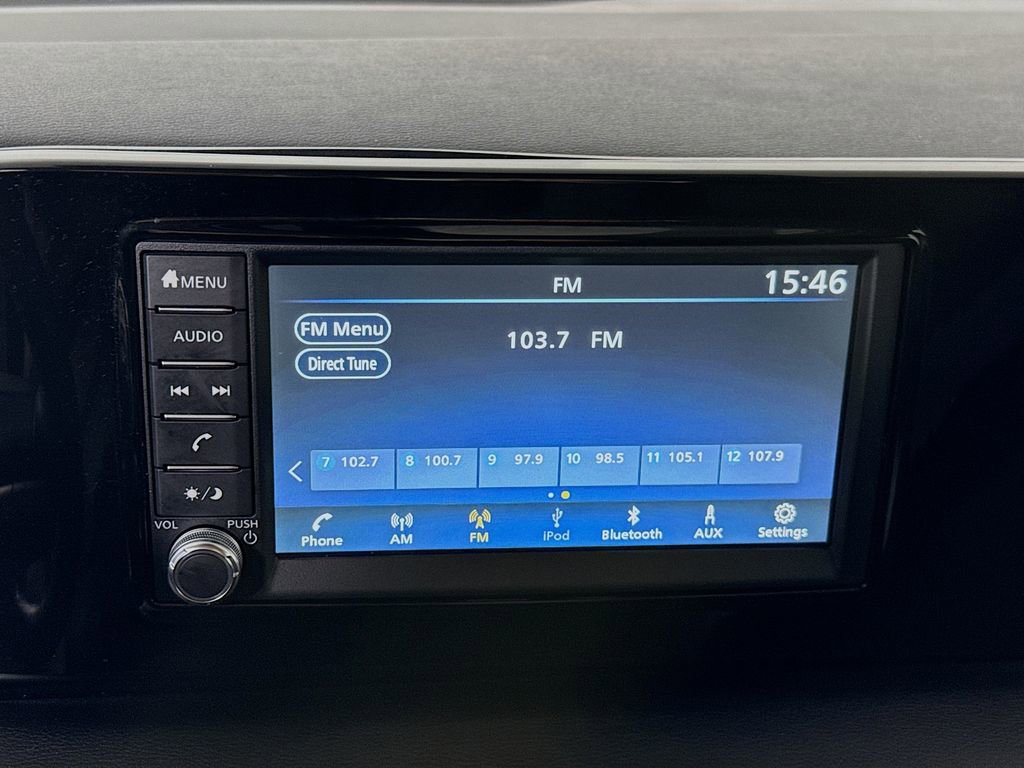 MENU
AUDIO
VOL PUSH
FM 15:46
FM Menu
103.7 FM
Direct Tune
7 102.7 8 100.7 9 97.9 10 98.5 11 105.1 12 107.9
Phone AM FM iPod Bluetooth AUX Settings